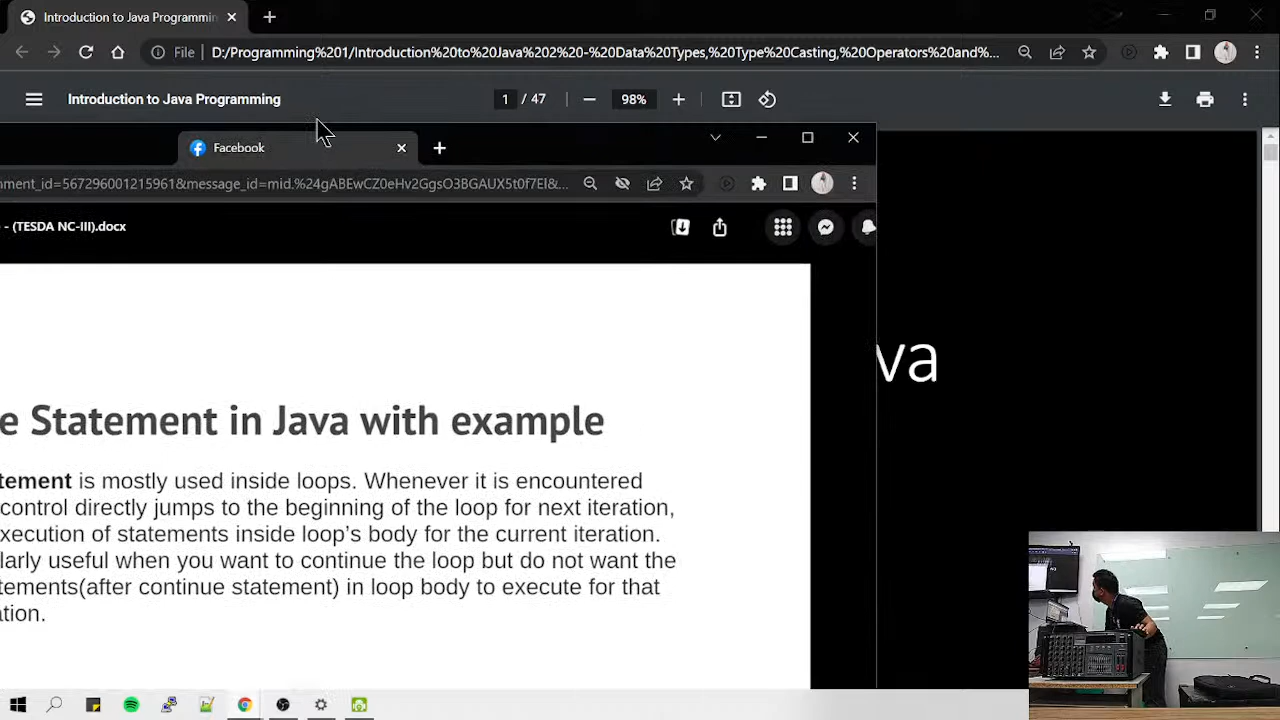 Introduction to Java Programmin
File
D:/Programming%201/Introduction%20to%20Java%202%20-%20Data%20Types,%20Type%20Casting,%20Operators%20and%...
Introduction to Java Programming
1 / 47
98%
Facebook
nment_id=567296001215961&message_id=mid.%24gABEwCZ0eHv2GgsO3BGAUX5t0f7EI&...
- (TESDA NC-III).docx
va
e Statement in Java with example
tement is mostly used inside loops. Whenever it is encountered
control directly jumps to the beginning of the loop for next iteration,
xecution of statements inside loop's body for the current iteration.
larly useful when you want to continue the loop but do not want the
tements(after continue statement) in loop body to execute for that
ation.